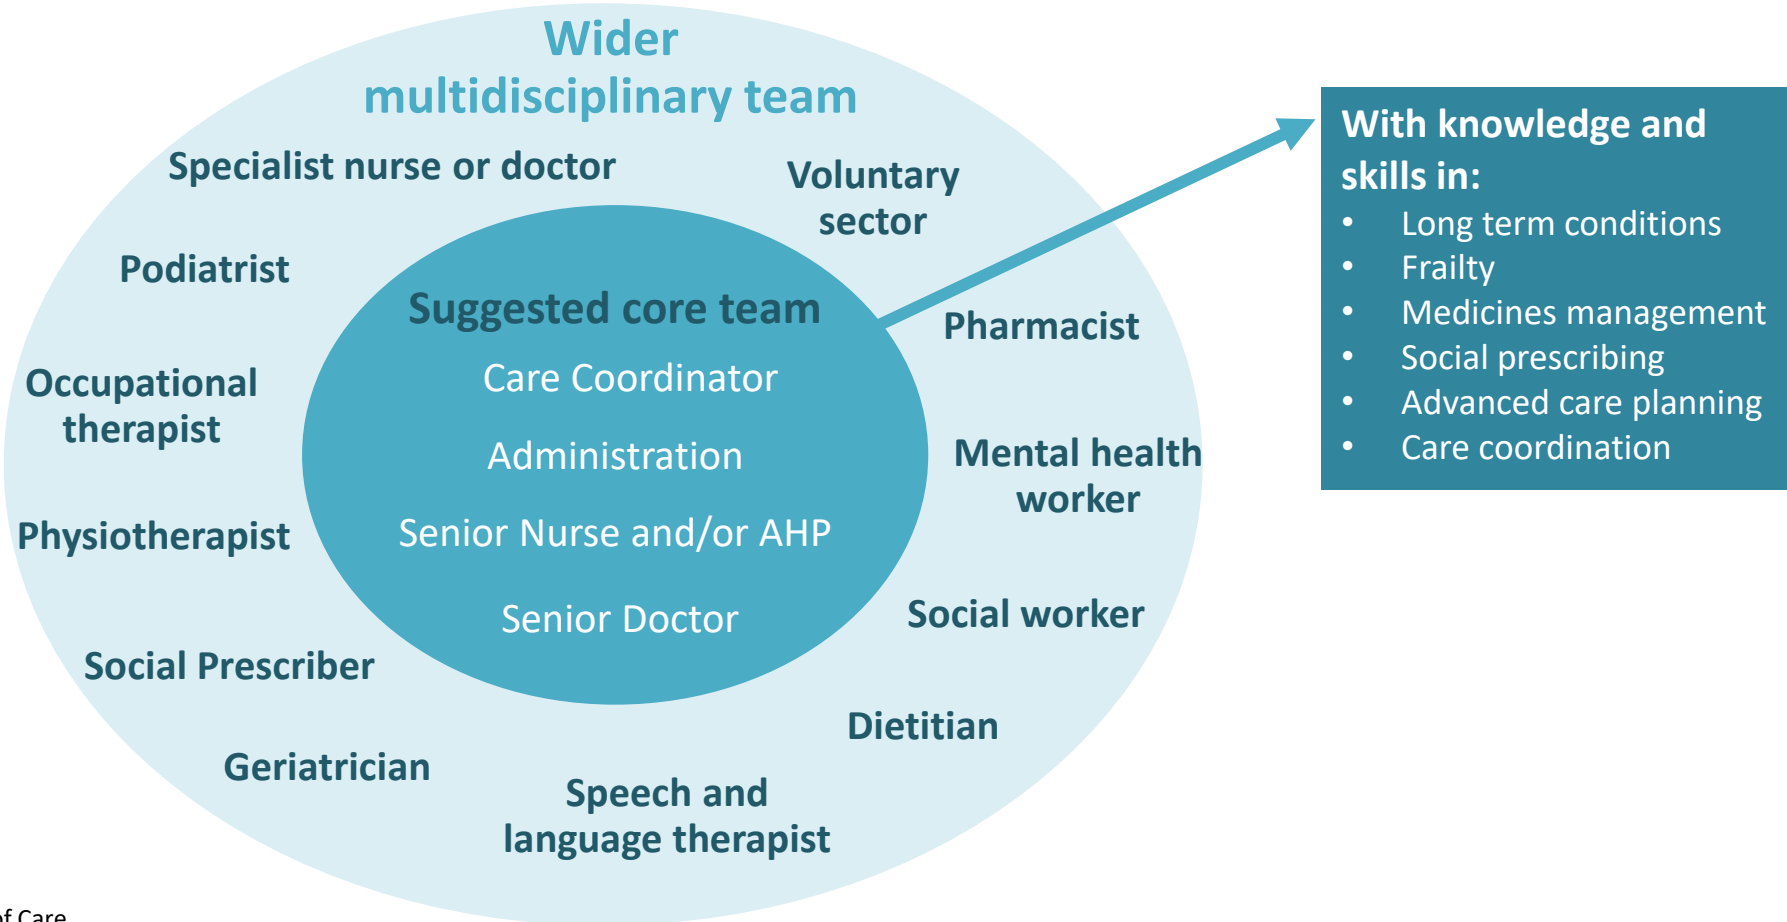 Wider
multidisciplinary team
Specialist nurse or doctor
Voluntary
sector
Podiatrist
Pharmacist
Occupational
therapist
Mental health
worker
Physiotherapist
Social worker
Social Prescriber
Dietitian
Geriatrician
Speech and
language therapist
Suggested core team
Care Coordinator
Administration
Senior Nurse and/or AHP
Senior Doctor
With knowledge and
skills in:
• Long term conditions
• Frailty
• Medicines management
• Social prescribing
• Advanced care planning
• Care coordination
of Care